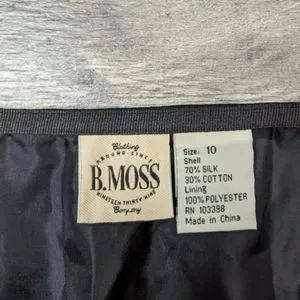 Clothing
AROUND·SINCE
B.MOSS
NINETEEN THIRTY NINE
Company
Size: 10
Shell
70% SILK
30% COTTON
Lining
100% POLYESTER
RN 103398
Made in China